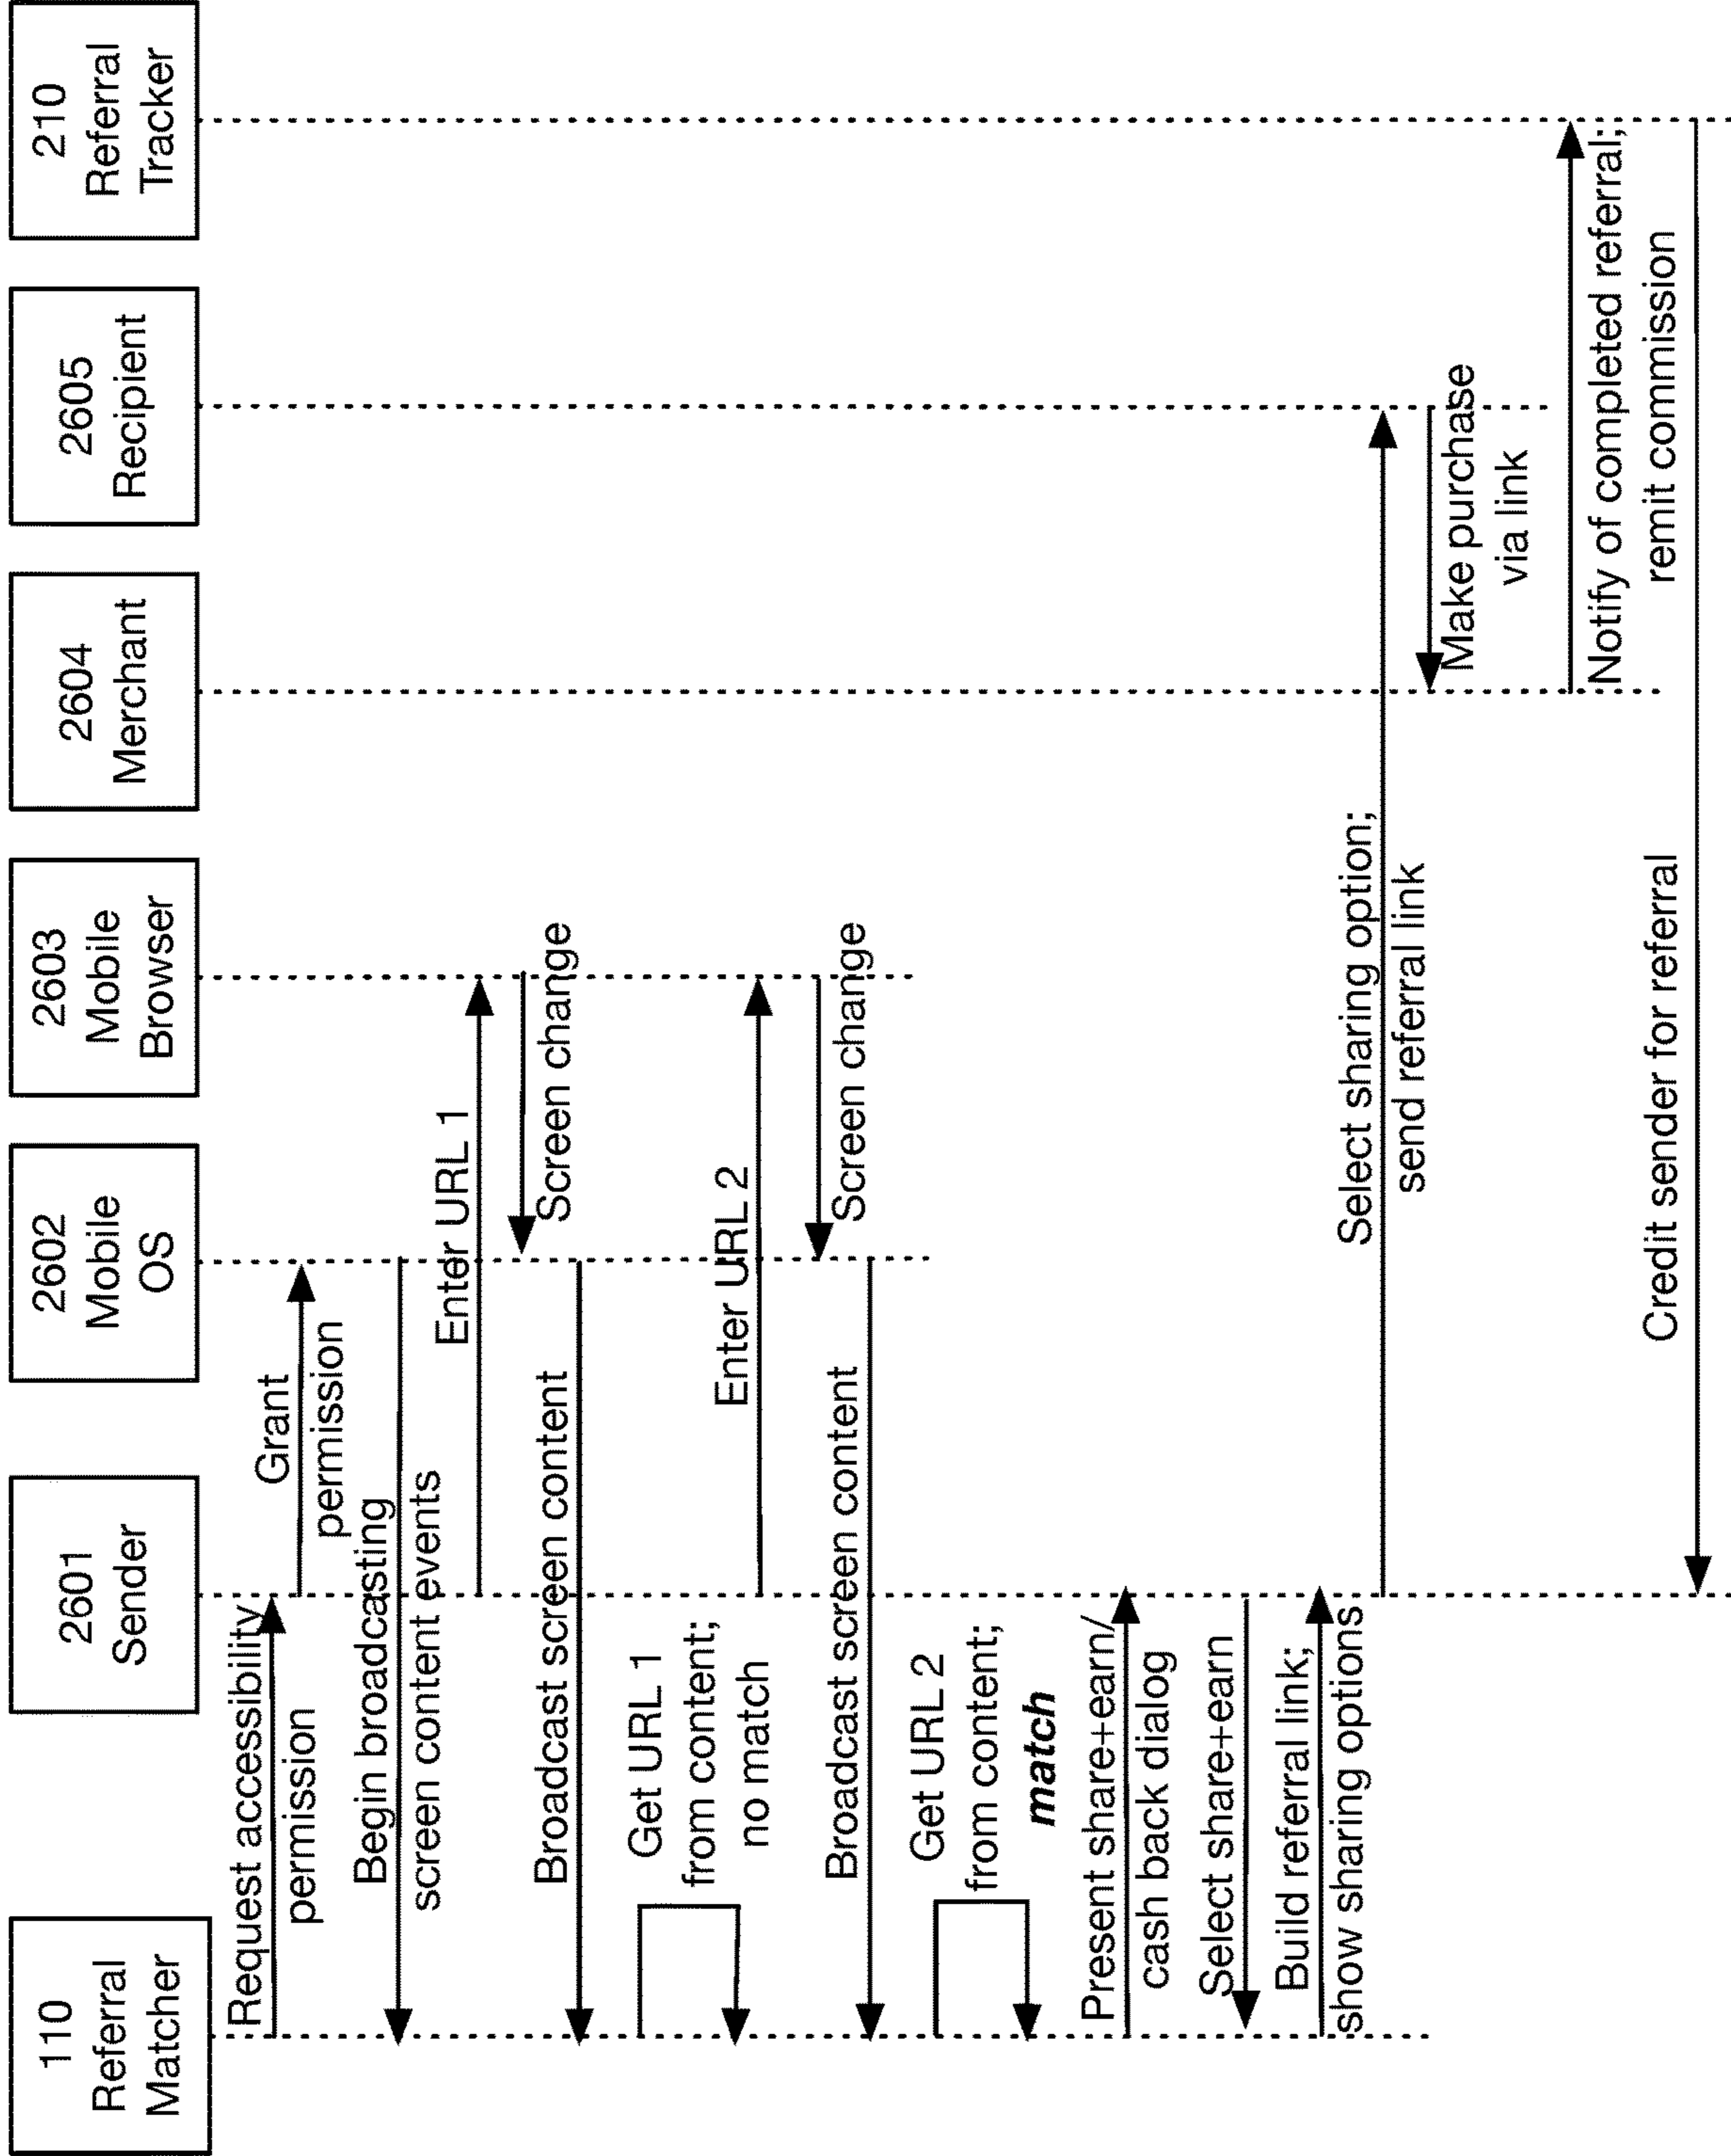 110
Referral
Matcher
2601
Sender
2602
Mobile
OS
2603
Mobile
Browser
2604
Merchant
2605
Recipient
210
Referral
Tracker
Request accessibility
permission
Grant
permission
Begin broadcasting
screen content events
Enter URL 1
Screen change
Broadcast screen content
Get URL 1
from content;
no match
Enter URL 2
Screen change
Broadcast screen content
Get URL 2
from content;
match
Present share+earn/
cash back dialog
Select share+earn
Build referral link;
show sharing options
Select sharing option;
send referral link
Make purchase
via link
Notify of completed referral;
remit commission
Credit sender for referral